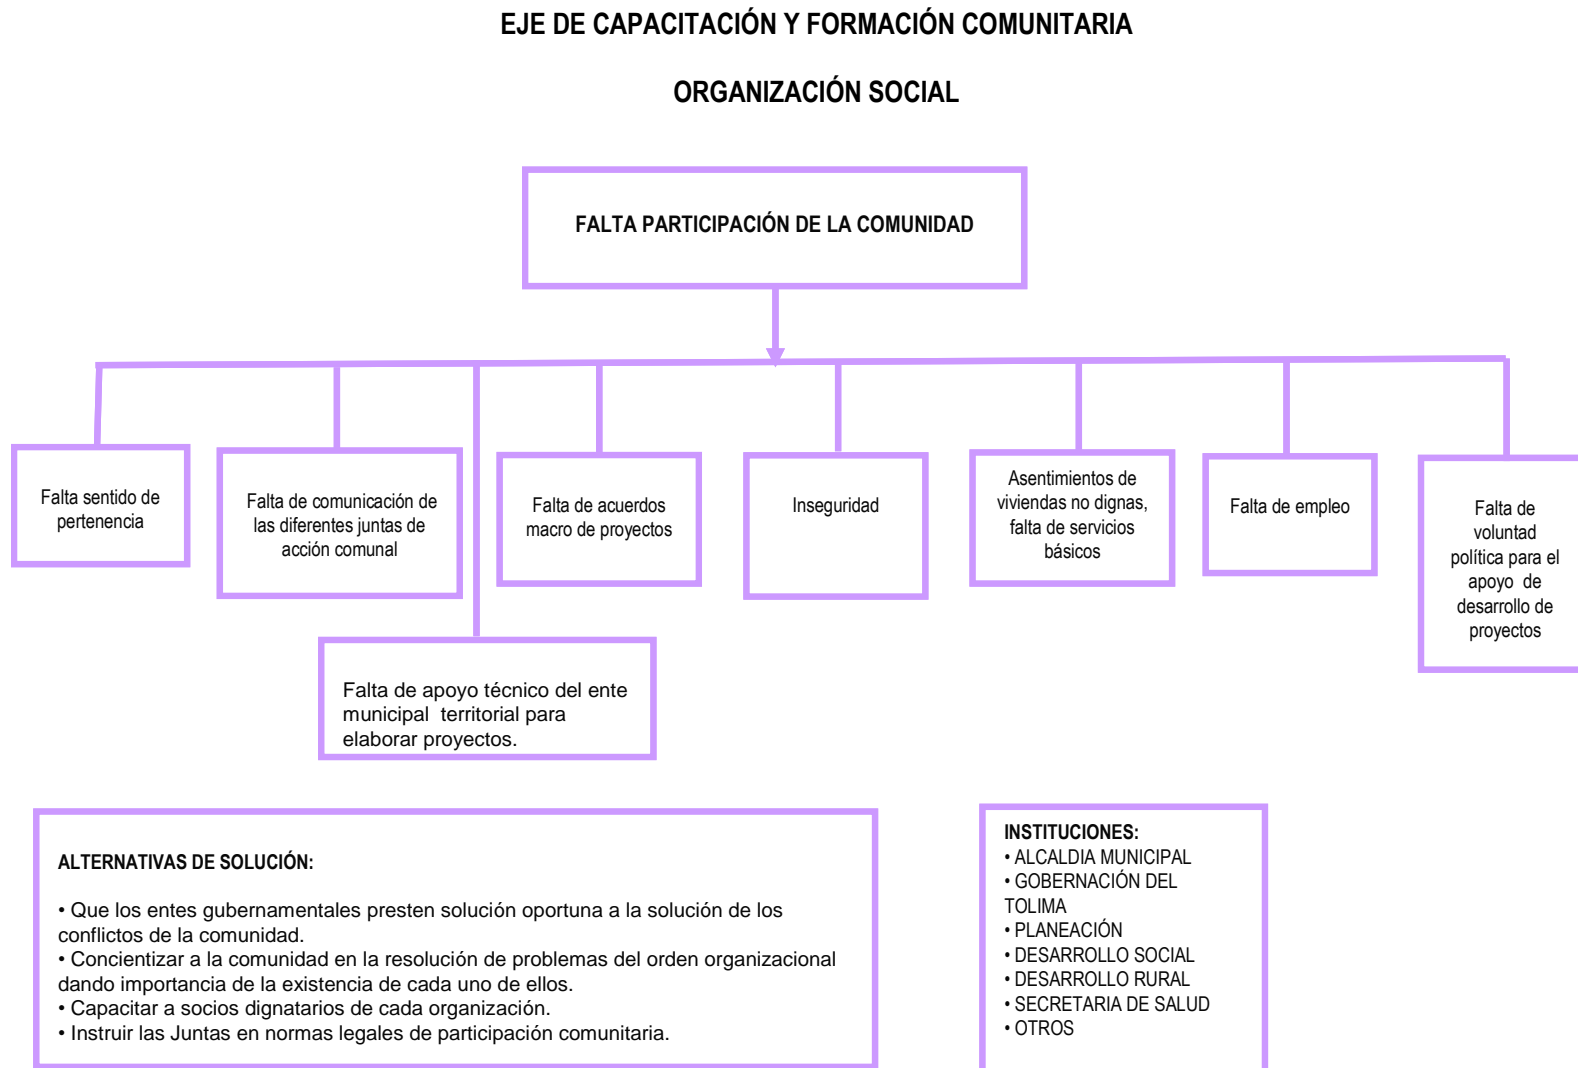 EJE DE CAPACITACIÓN Y FORMACIÓN COMUNITARIA
ORGANIZACIÓN SOCIAL
FALTA PARTICIPACIÓN DE LA COMUNIDAD
Falta sentido de
pertenencia
Falta de comunicación de
las diferentes juntas de
acción comunal
Falta de acuerdos
macro de proyectos
Inseguridad
Asentimientos de
viviendas no dignas,
falta de servicios
básicos
Falta de empleo
Falta de
voluntad
política para el
apoyo de
desarrollo de
proyectos
Falta de apoyo técnico del ente
municipal territorial para
elaborar proyectos.
ALTERNATIVAS DE SOLUCIÓN:
• Que los entes gubernamentales presten solución oportuna a la solución de los
conflictos de la comunidad.
• Concientizar a la comunidad en la resolución de problemas del orden organizacional
dando importancia de la existencia de cada uno de ellos.
• Capacitar a socios dignatarios de cada organización.
• Instruir las Juntas en normas legales de participación comunitaria.
INSTITUCIONES:
• ALCALDIA MUNICIPAL
• GOBERNACIÓN DEL
TOLIMA
• PLANEACIÓN
• DESARROLLO SOCIAL
• DESARROLLO RURAL
• SECRETARIA DE SALUD
• OTROS